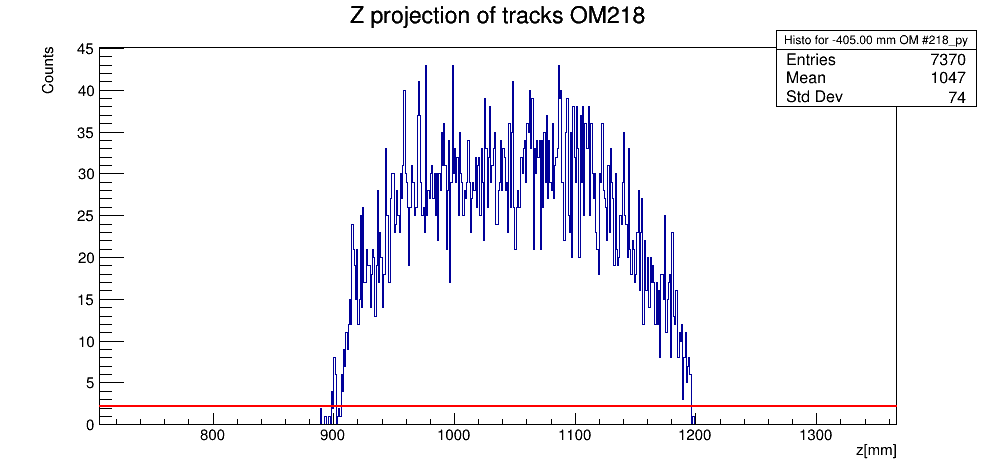 Z projection of tracks OM218
Histo for -405.00 mm OM #218_py
Entries 7370
Mean 1047
Std Dev 74
Counts
45
40
35
30
25
20
15
10
5
0
800 900 1000 1100 1200 1300
z[mm]